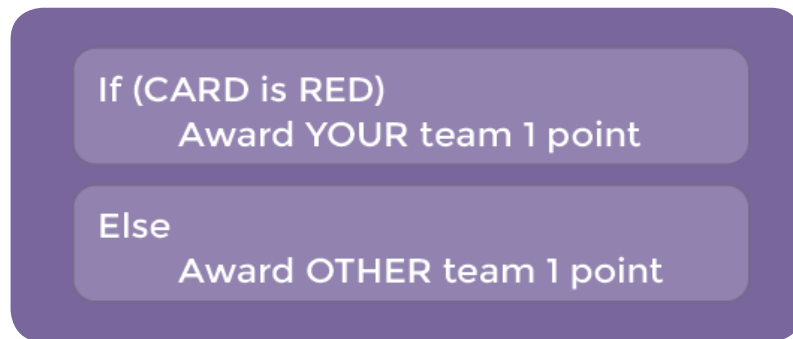 If (CARD is RED)
Award YOUR team 1 point
Else
Award OTHER team 1 point